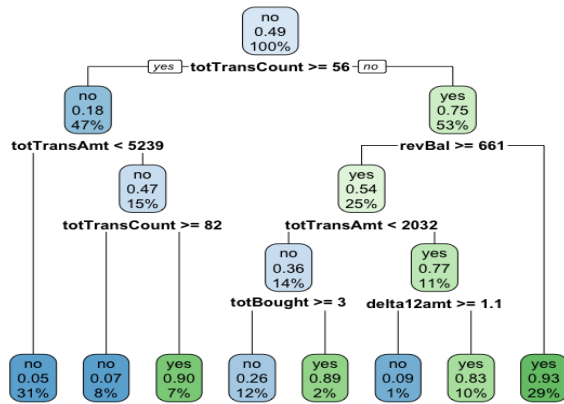 no
0.49
100%
yes totTransCount >= 56 no
no
0.18
47%
yes
0.75
53%
totTransAmt < 5239
revBal >= 661
no
0.47
15%
yes
0.54
25%
totTransCount >= 82
totTransAmt < 2032
no
0.36
14%
yes
0.77
11%
totBought >= 3
delta12amt >= 1.1
no
0.05
31%
no
0.07
8%
yes
0.90
7%
no
0.26
12%
yes
0.89
2%
no
0.09
1%
yes
0.83
10%
yes
0.93
29%